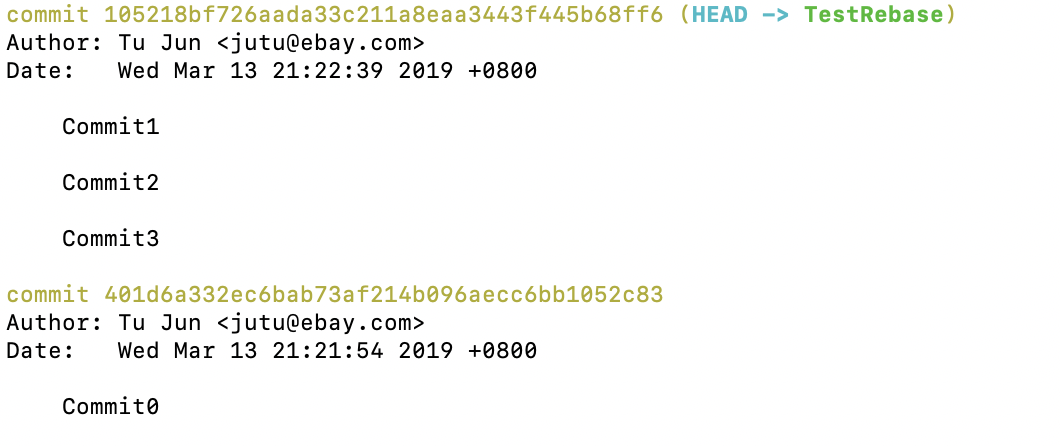 commit 105218bf726aada33c211a8eaa3443f445b68ff6 (HEAD -> TestRebase)
Author: Tu Jun <jutu@ebay.com>
Date:   Wed Mar 13 21:22:39 2019 +0800
Commit1
Commit2
Commit3
commit 401d6a332ec6bab73af214b096aecc6bb1052c83
Author: Tu Jun <jutu@ebay.com>
Date:   Wed Mar 13 21:21:54 2019 +0800
Commit0